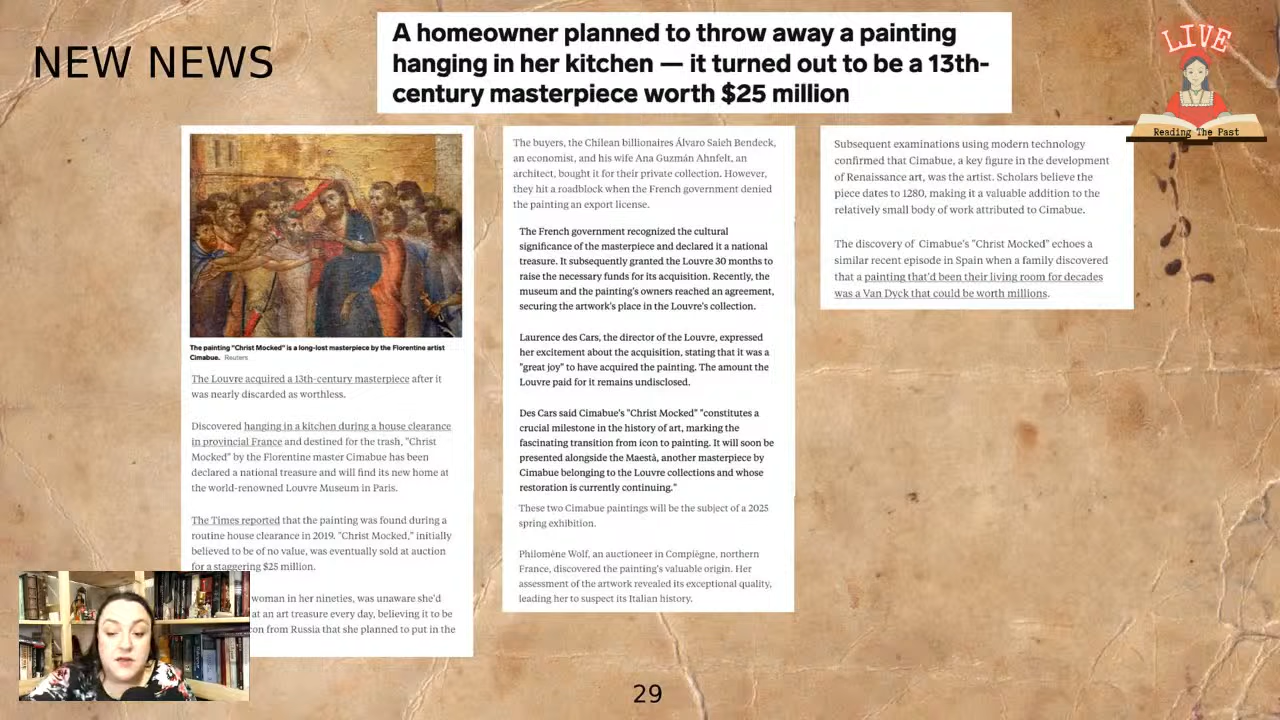 NEW NEWS
A homeowner planned to throw away a painting
hanging in her kitchen — it turned out to be a 13th-
century masterpiece worth $25 million
LIVE
Reading The Past
The painting "Christ Mocked" is a long-lost masterpiece by the Florentine artist
Cimabue. Reuters
The Louvre acquired a 13th-century masterpiece after it
was nearly discarded as worthless.
Discovered hanging in a kitchen during a house clearance
in provincial France and destined for the trash, "Christ
Mocked" by the Florentine master Cimabue has been
declared a national treasure and will find its new home at
the world-renowned Louvre Museum in Paris.
The Times reported that the painting was found during a
routine house clearance in 2019. "Christ Mocked," initially
believed to be of no value, was eventually sold at auction
for a staggering $25 million.
woman in her nineties, was unaware she'd
at an art treasure every day, believing it to be
from Russia that she planned to put in the
The buyers, the Chilean billionaires Álvaro Saieh Bendeck,
an economist, and his wife Ana Guzmán Ahnfelt, an
architect, bought it for their private collection. However,
they hit a roadblock when the French government denied
the painting an export license.
The French government recognized the cultural
significance of the masterpiece and declared it a national
treasure. It subsequently granted the Louvre 30 months to
raise the necessary funds for its acquisition. Recently, the
museum and the painting's owners reached an agreement,
securing the artwork's place in the Louvre's collection.
Laurence des Cars, the director of the Louvre, expressed
her excitement about the acquisition, stating that it was a
"great joy" to have acquired the painting. The amount the
Louvre paid for it remains undisclosed.
Des Cars said Cimabue's "Christ Mocked" "constitutes a
crucial milestone in the history of art, marking the
fascinating transition from icon to painting. It will soon be
presented alongside the Maestà, another masterpiece by
Cimabue belonging to the Louvre collections and whose
restoration is currently continuing."
These two Cimabue paintings will be the subject of a 2025
spring exhibition.
Philomène Wolf, an auctioneer in Compiègne, northern
France, discovered the painting's valuable origin. Her
assessment of the artwork revealed its exceptional quality,
leading her to suspect its Italian history.
Subsequent examinations using modern technology
confirmed that Cimabue, a key figure in the development
of Renaissance art, was the artist. Scholars believe the
piece dates to 1280, making it a valuable addition to the
relatively small body of work attributed to Cimabue.
The discovery of Cimabue's "Christ Mocked" echoes a
similar recent episode in Spain when a family discovered
that a painting that'd been their living room for decades
was a Van Dyck that could be worth millions.
29